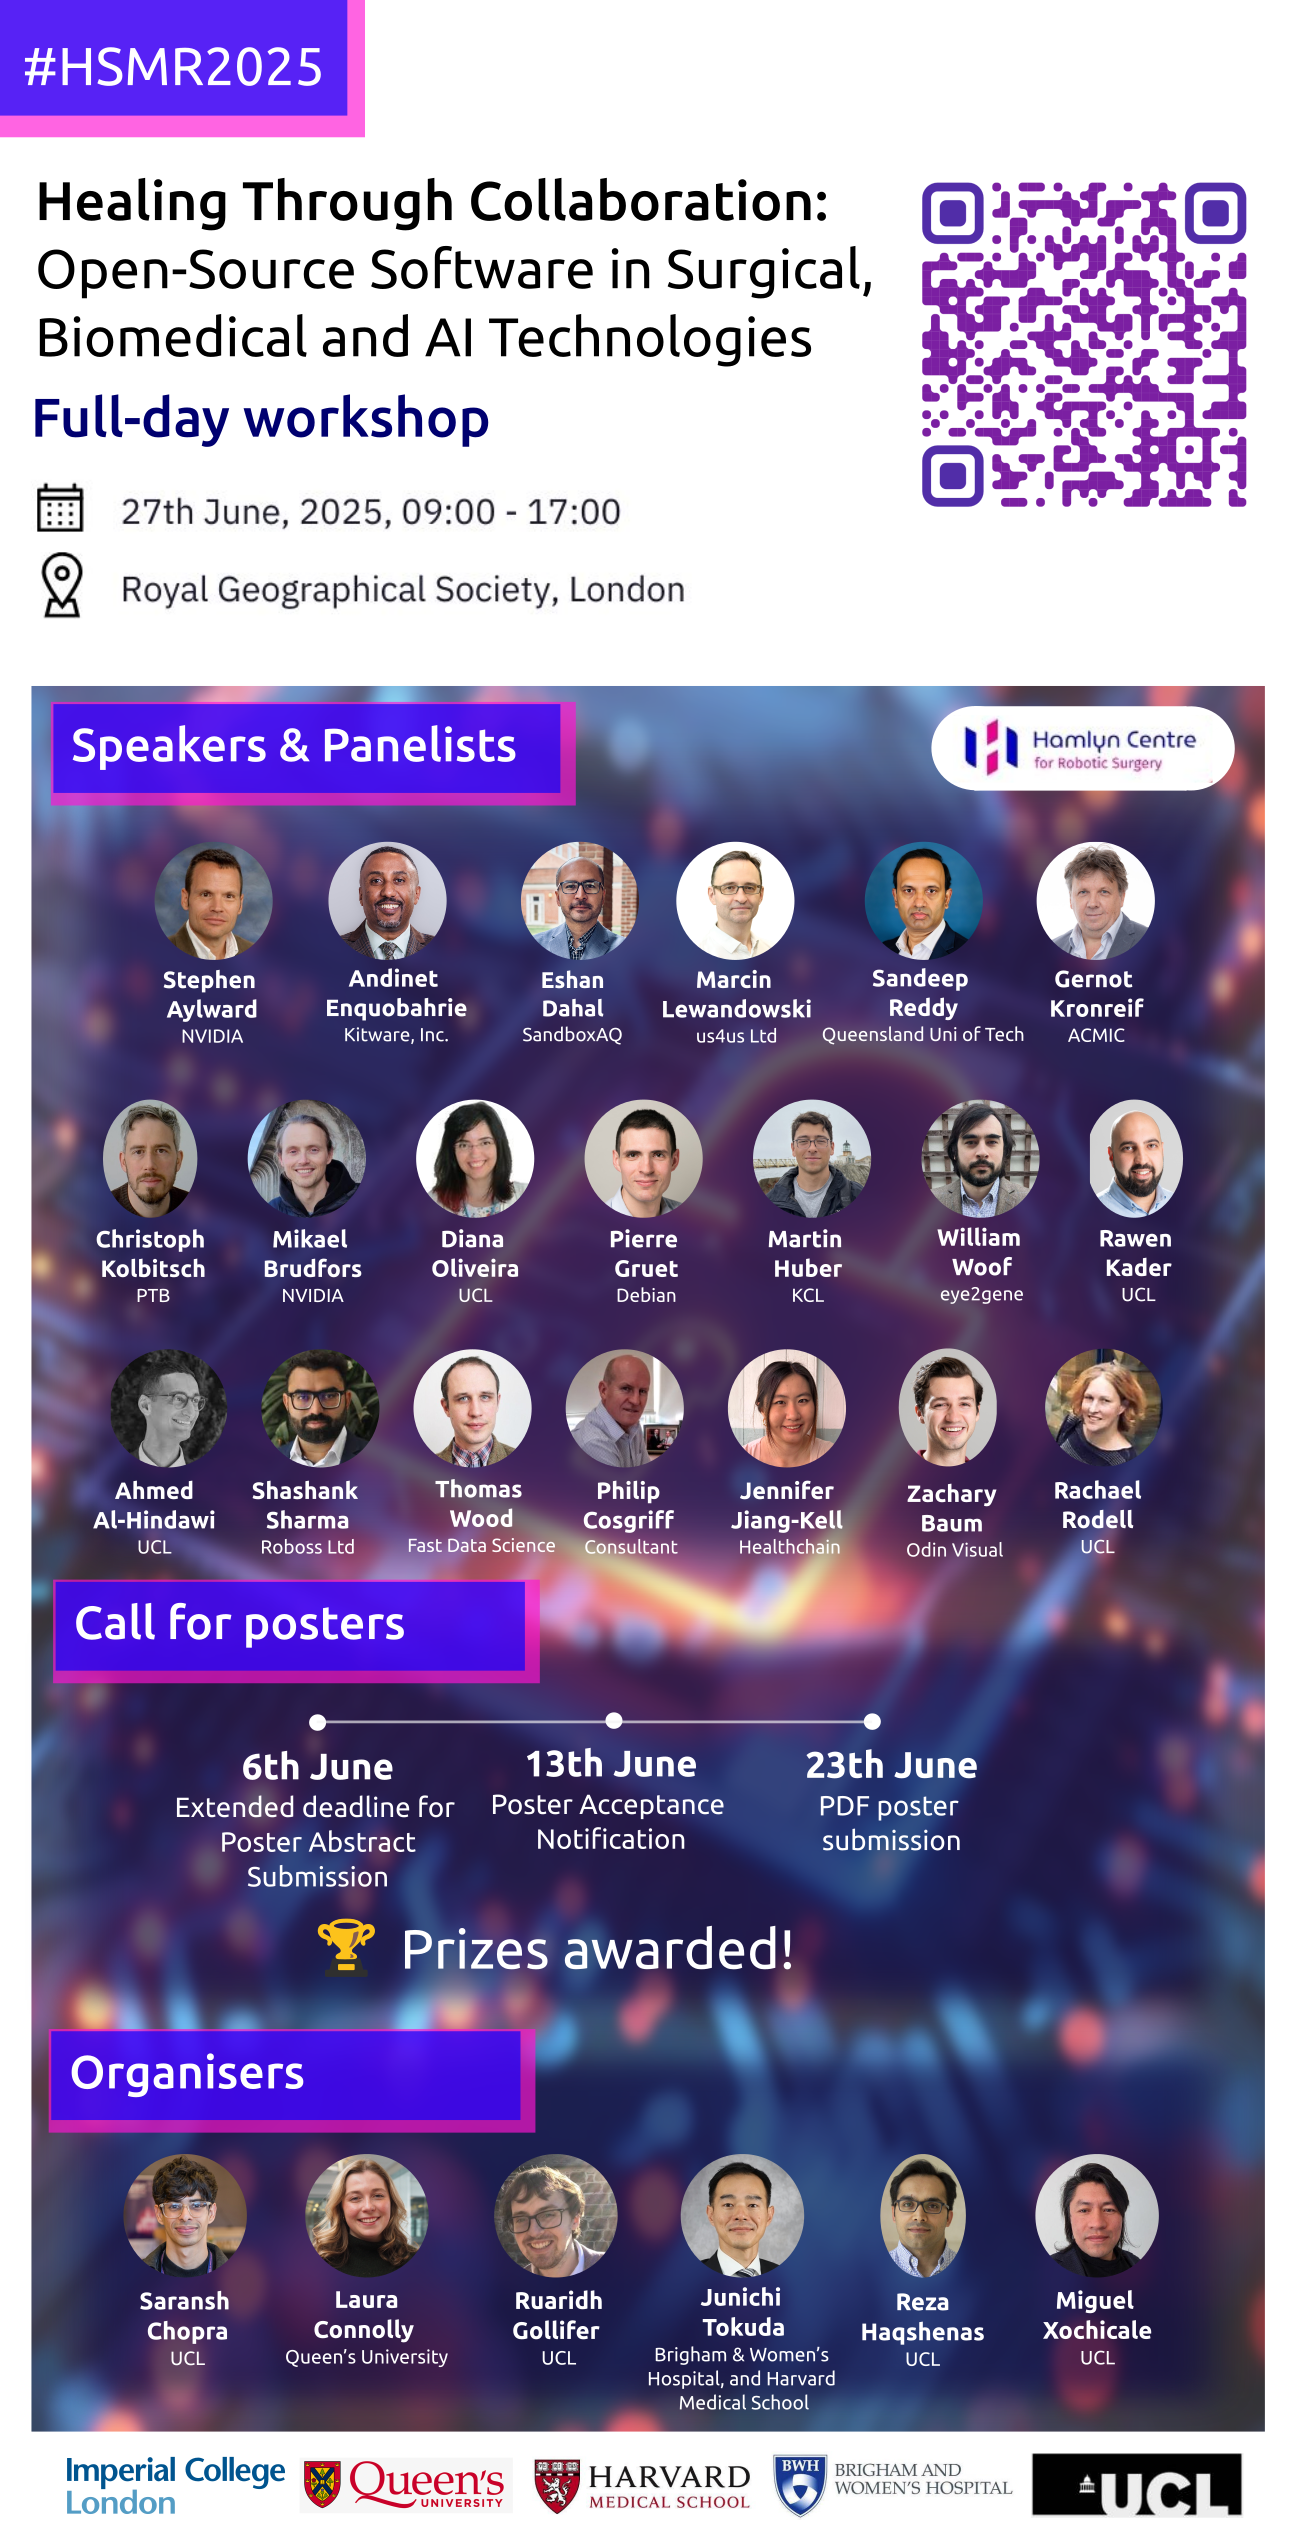 #HSMR2025
Healing Through Collaboration:
Open-Source Software in Surgical,
Biomedical and AI Technologies
Full-day workshop
27th June, 2025, 09:00 - 17:00
Royal Geographical Society, London
Speakers & Panelists
Hamlyn Centre
for Robotic Surgery
Stephen
Aylward
NVIDIA
Andinet
Enquobahrie
Kitware, Inc.
Eshan
Dahal
SandboxAQ
Marcin
Lewandowski
us4us Ltd
Sandeep
Reddy
Queensland Uni of Tech
Gernot
Kronreif
ACMIC
Christoph
Kolbitsch
PTB
Mikael
Brudfors
NVIDIA
Diana
Oliveira
UCL
Pierre
Gruet
Debian
Martin
Huber
KCL
William
Woof
eye2gene
Rawen
Kader
UCL
Ahmed
Al-Hindawi
UCL
Shashank
Sharma
Roboss Ltd
Thomas
Wood
Fast Data Science
Philip
Cosgriff
Consultant
Jennifer
Jiang-Kell
Healthchain
Zachary
Baum
Odin Visual
Rachael
Rodell
UCL
Call for posters
6th June
Extended deadline for
Poster Abstract
Submission
13th June
Poster Acceptance
Notification
23th June
PDF poster
submission
Prizes awarded!
Organisers
Saransh
Chopra
UCL
Laura
Connolly
Queen's University
Ruaridh
Gollifer
UCL
Junichi
Tokuda
Brigham & Women's
Hospital, and Harvard
Medical School
Reza
Haqshenas
UCL
Miguel
Xochicale
UCL
Imperial College
London
Queen's
UNIVERSITY
HARVARD
MEDICAL SCHOOL
BWH
BRIGHAM AND
WOMEN'S HOSPITAL
UCL